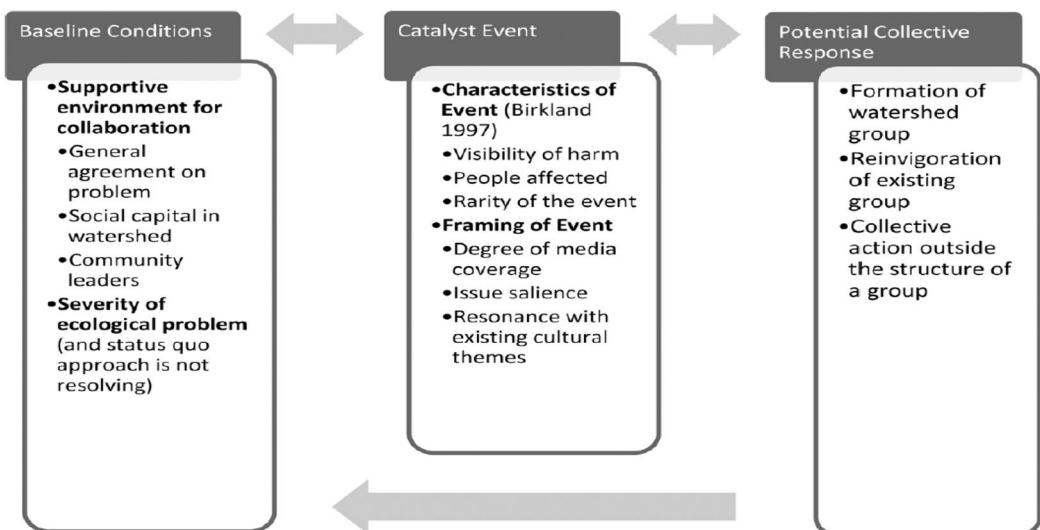 Baseline Conditions
•Supportive
environment for
collaboration
•General
agreement on
problem
•Social capital in
watershed
•Community
leaders
•Severity of
ecological problem
(and status quo
approach is not
resolving)
Catalyst Event
•Characteristics of
Event (Birkland
1997)
•Visibility of harm
•People affected
•Rarity of the event
•Framing of Event
•Degree of media
coverage
•Issue salience
•Resonance with
existing cultural
themes
Potential Collective
Response
•Formation of
watershed
group
•Reinvigoration
of existing
group
•Collective
action outside
the structure of
a group